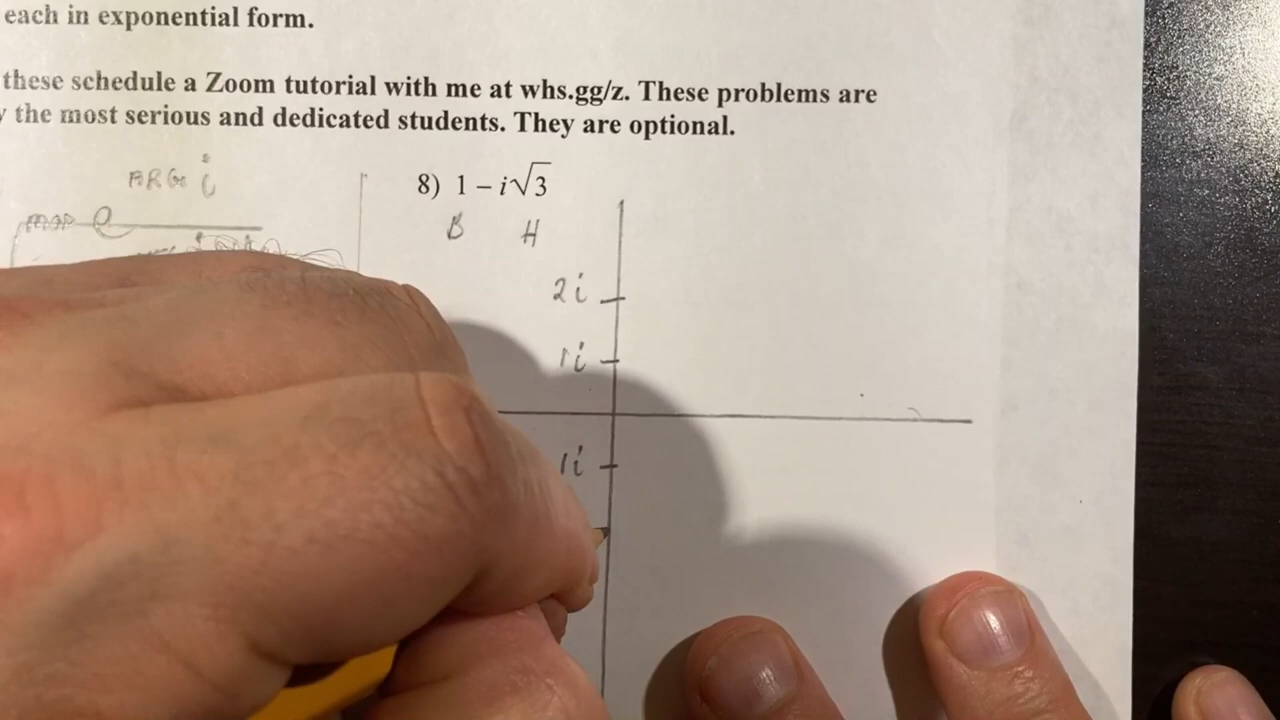 each in exponential form.
these schedule a Zoom tutorial with me at whs.gg/z. These problems are
the most serious and dedicated students. They are optional.
ARG i
e
8) 1 – i√3
B H
2i
1i
1i